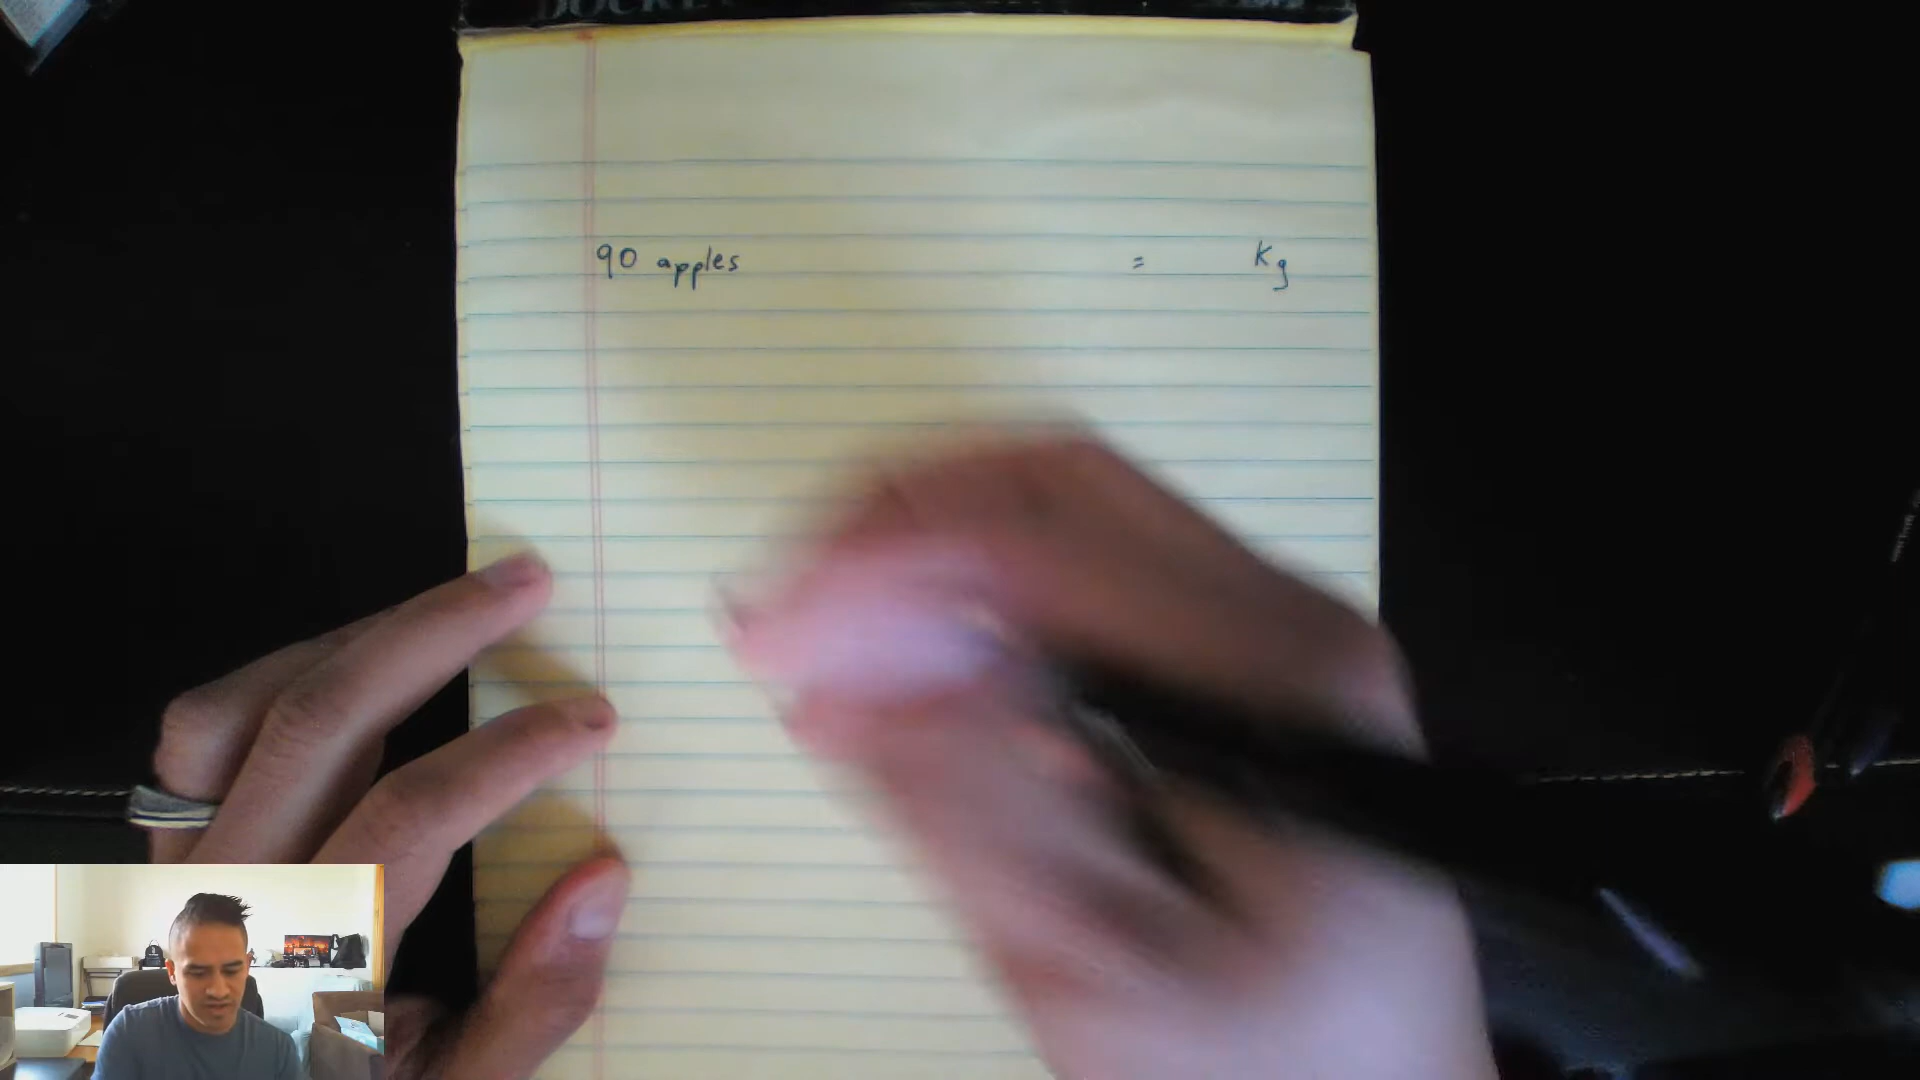 90 apples = Kg